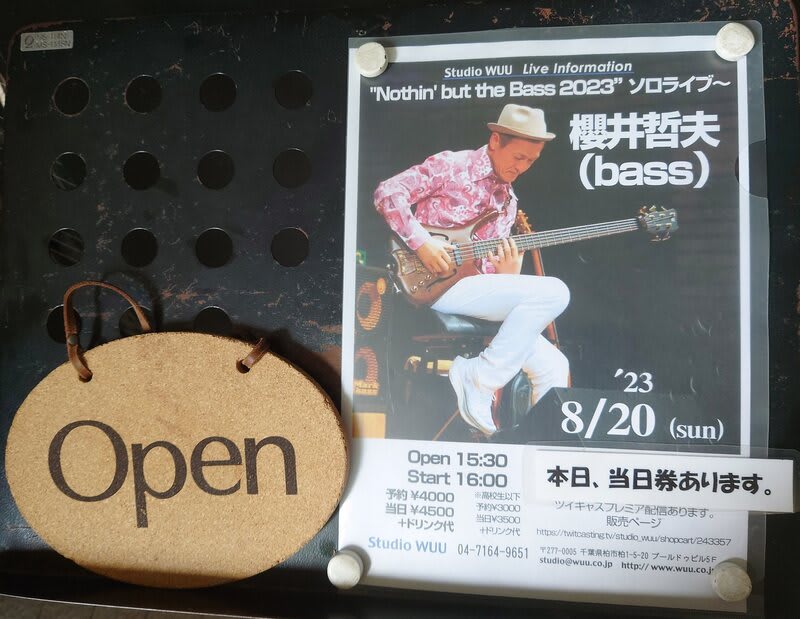 Studio WUU Live Information
"Nothin' but the Bass 2023" ソロライブ〜
櫻井哲夫
(bass)
Mark
bass
'23
8/20 (sun)
Open 15:30
Start 16:00
予約 ¥4000
当日 ¥4500
+ドリンク代
※高校生以下
予約¥3000
当日¥3500
+ドリンク代
本日、当日券あります。
ツイキャスプレミア配信あります。
販売ページ
https://twitcasting.tv/studio_wuu/shopcart/243357
Studio WUU 04-7164-9651
〒277-0005 千葉県柏市柏1-5-20 プールドゥビル5F
studio@wuu.co.jp http://www.wuu.co.jp
Open